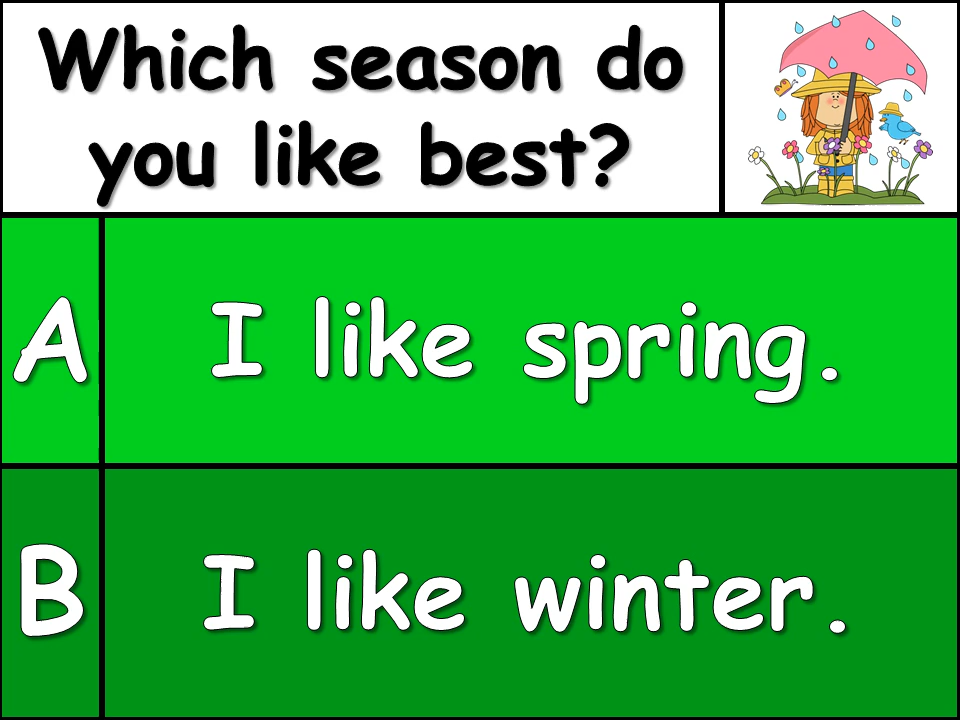 Which season do
you like best?
A
I like spring.
B
I like winter.